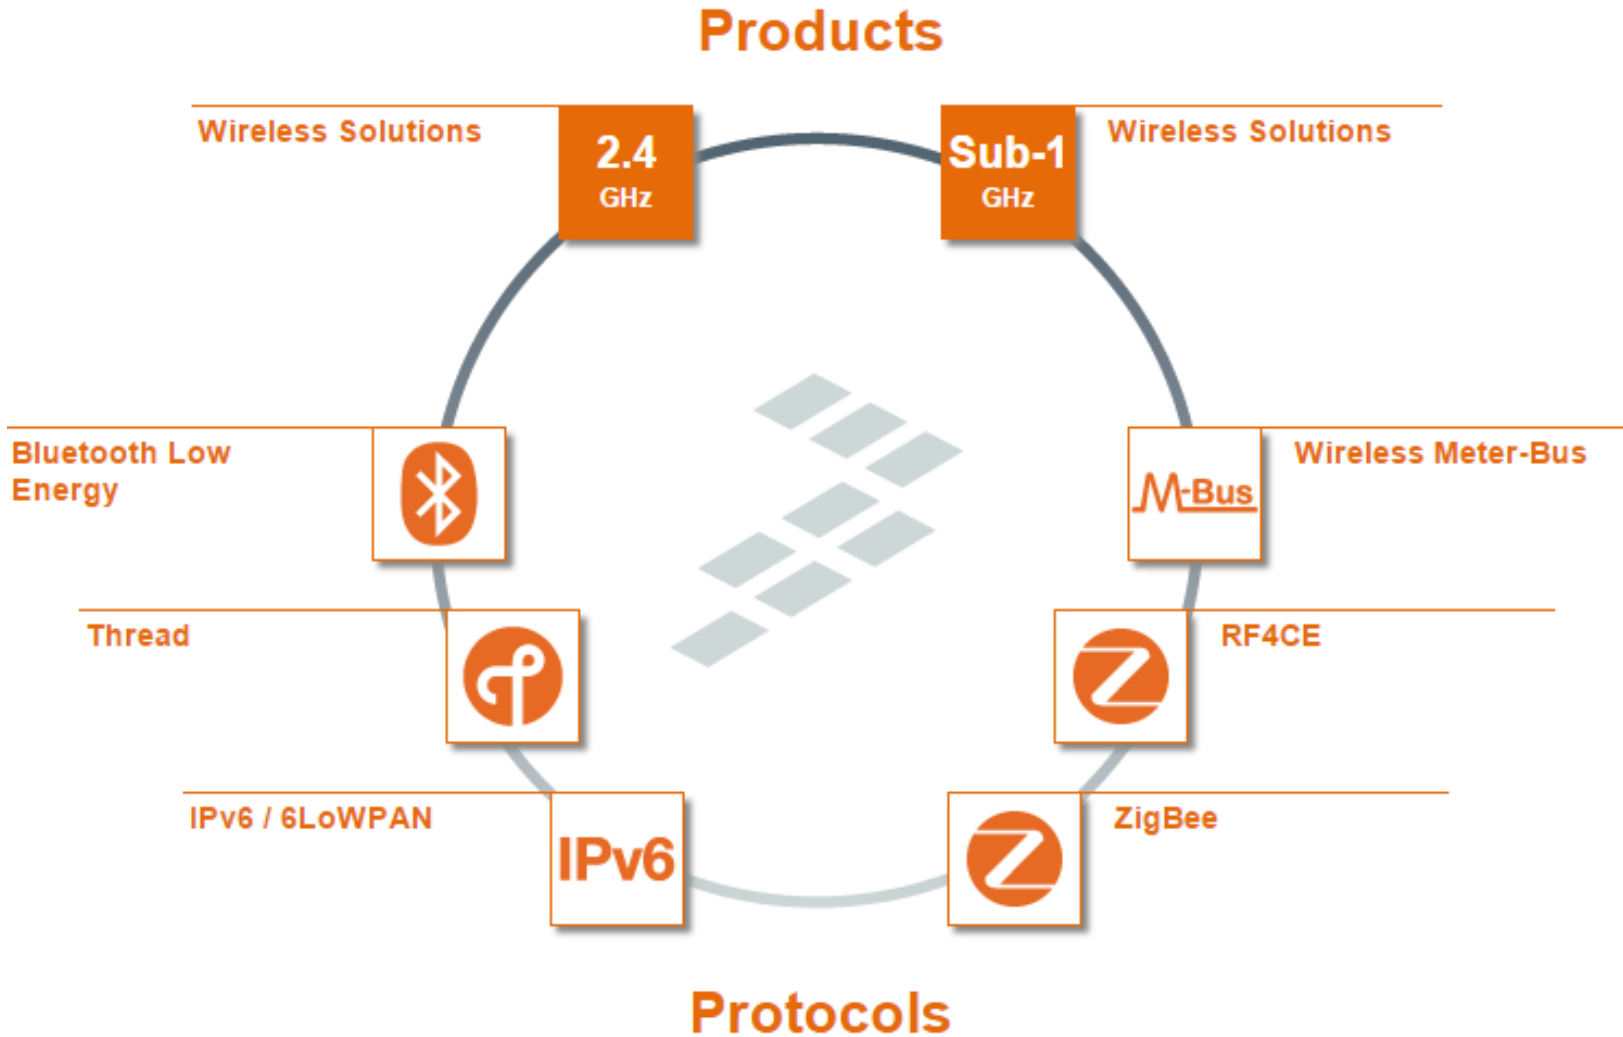 Products
Wireless Solutions
2.4
GHz
Sub-1
GHz
Wireless Solutions
Bluetooth Low
Energy
M-Bus
Wireless Meter-Bus
Thread
RF4CE
IPv6 / 6LoWPAN
IPv6
ZigBee
Protocols